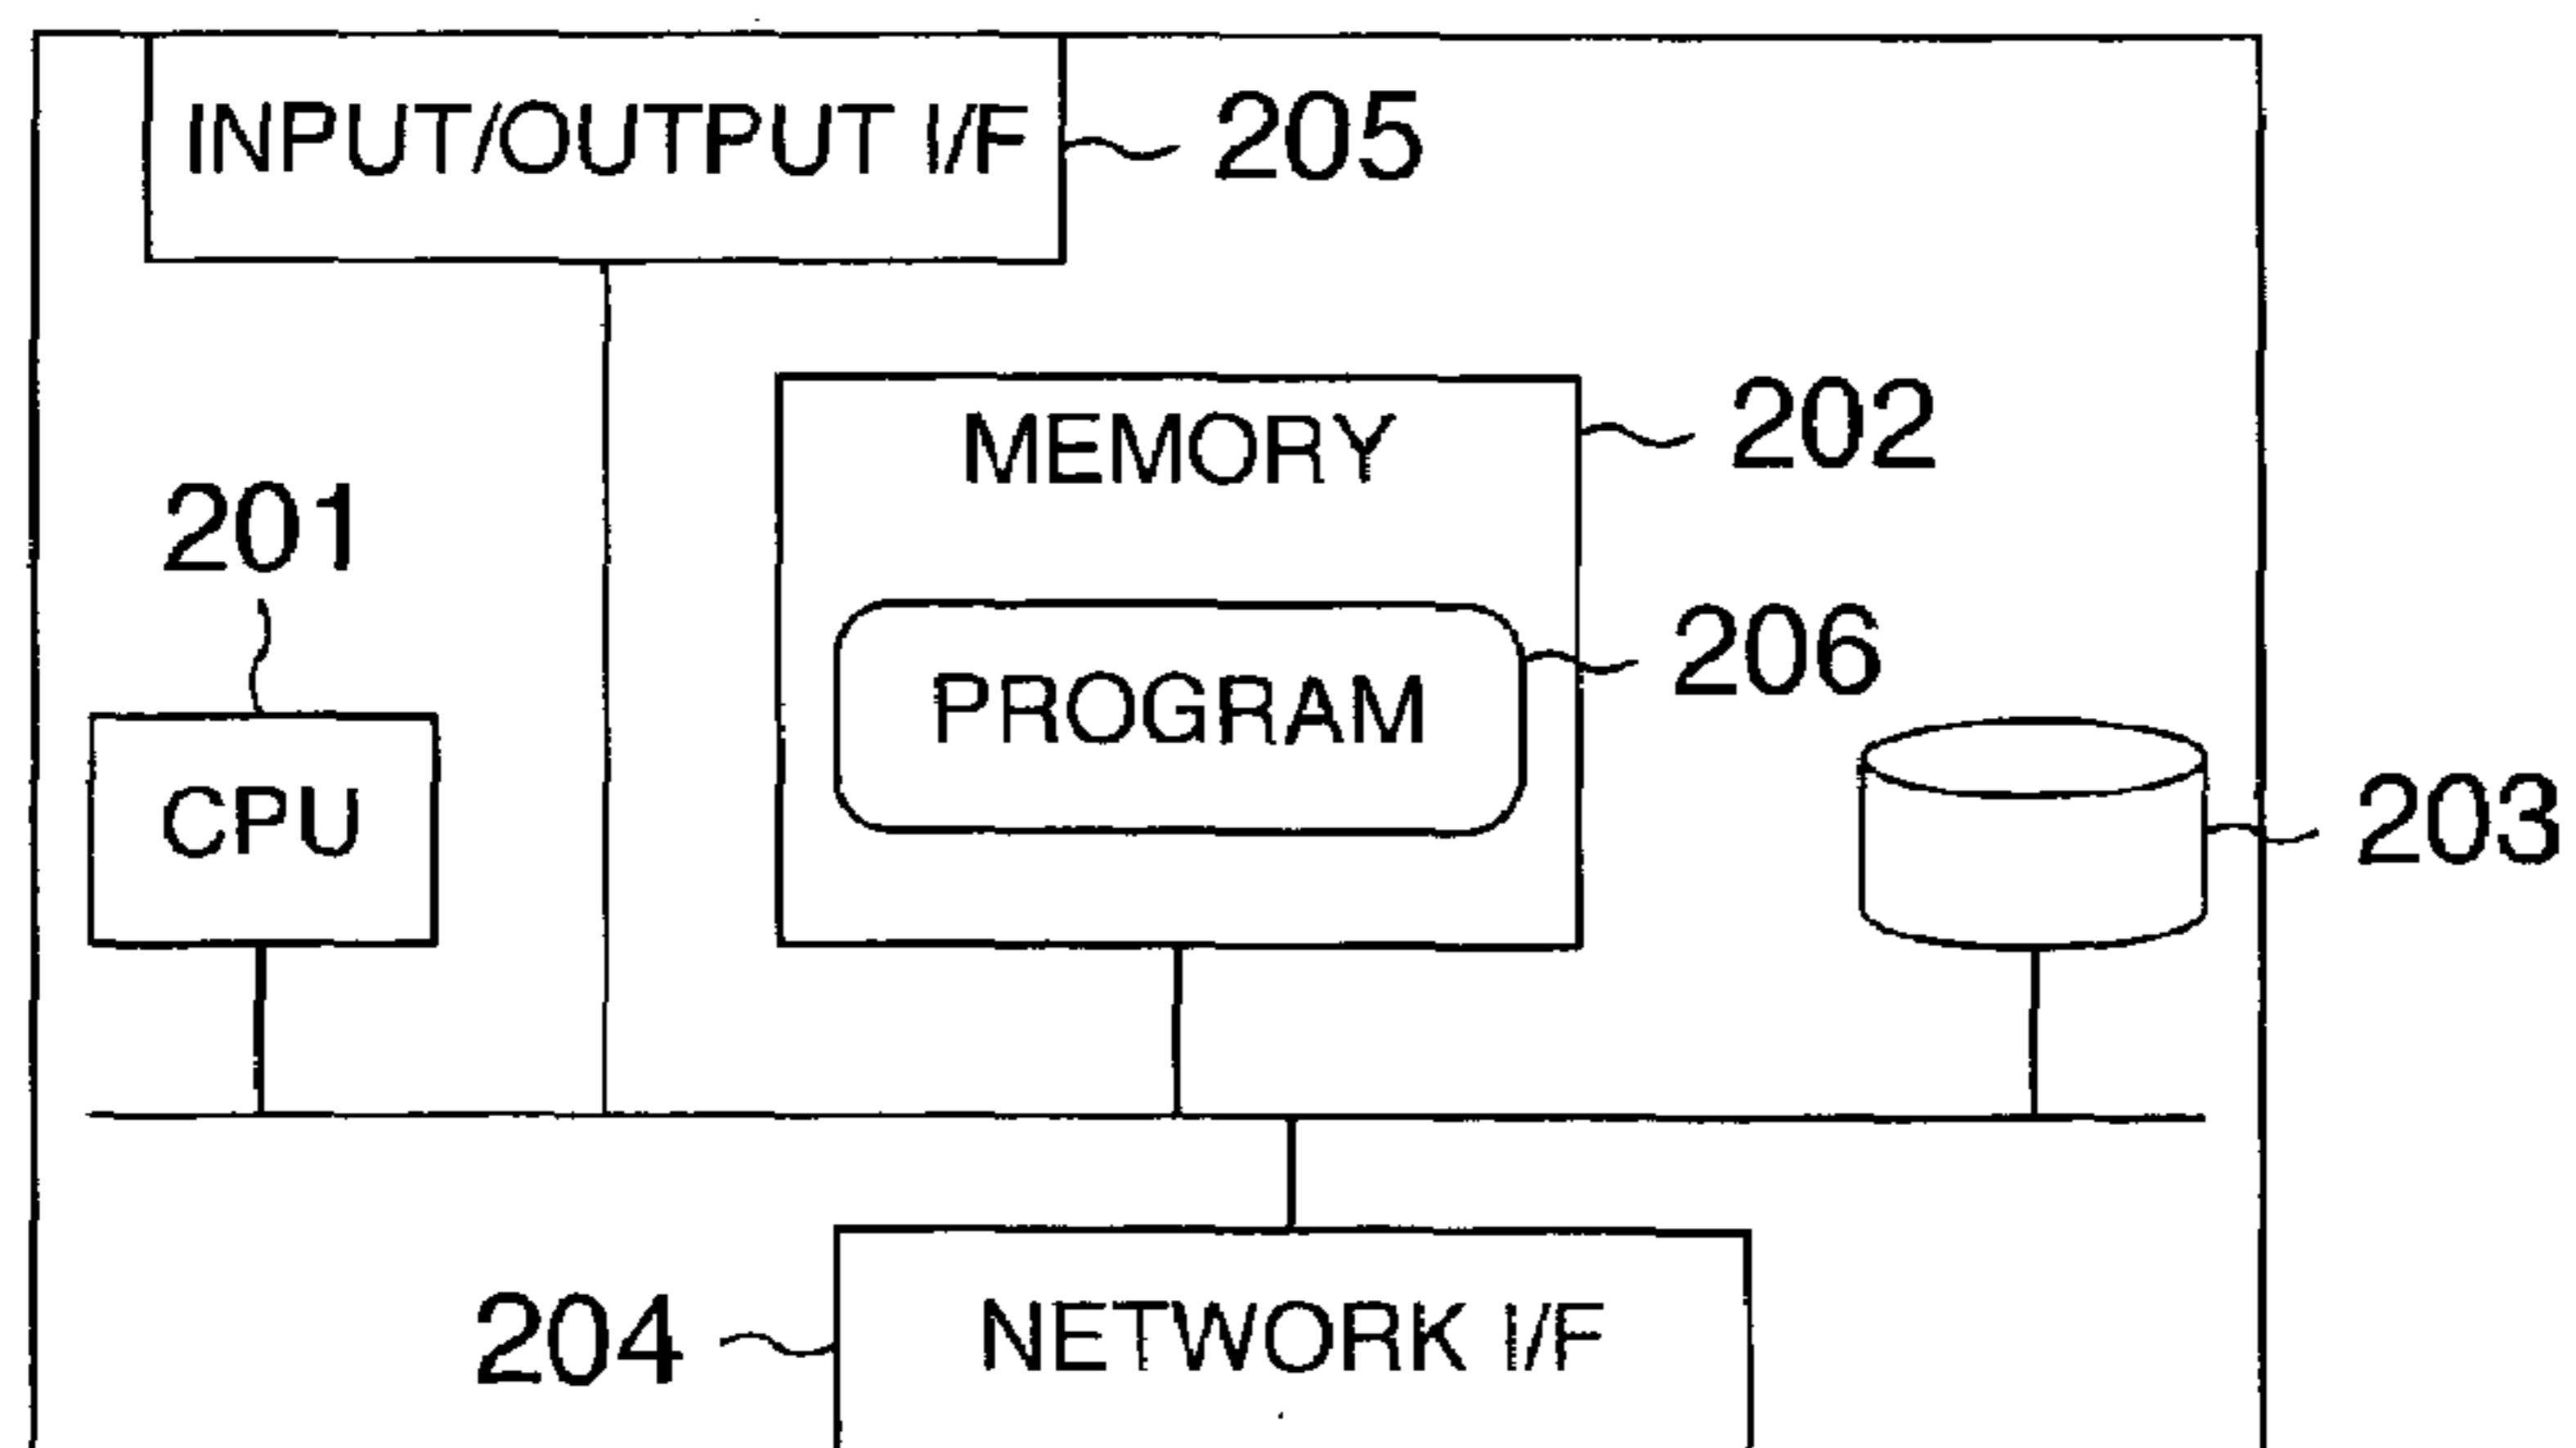 INPUT/OUTPUT I/F
205
MEMORY
202
201
PROGRAM
206
CPU
203
204
NETWORK I/F